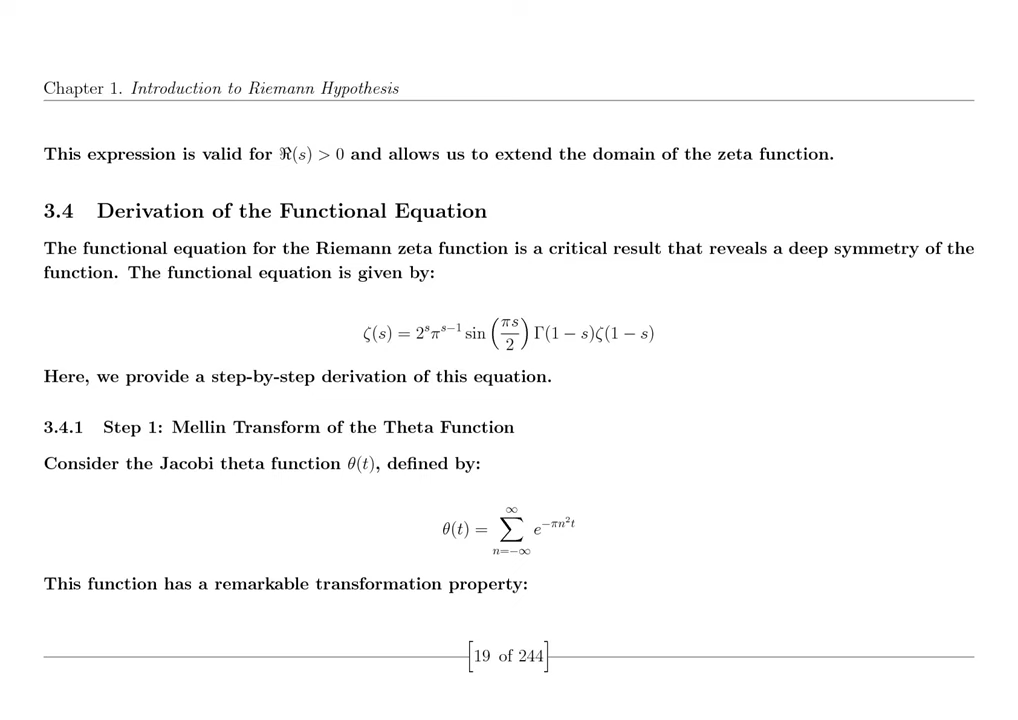 Chapter 1. Introduction to Riemann Hypothesis
This expression is valid for ℜ(s) > 0 and allows us to extend the domain of the zeta function.
3.4 Derivation of the Functional Equation
The functional equation for the Riemann zeta function is a critical result that reveals a deep symmetry of the
function. The functional equation is given by:
ζ(s) = 2^s π^{s−1} sin (πs/2) Γ(1 − s)ζ(1 − s)
Here, we provide a step-by-step derivation of this equation.
3.4.1 Step 1: Mellin Transform of the Theta Function
Consider the Jacobi theta function θ(t), defined by:
θ(t) = ∑_{n=−∞}^{∞} e^{−πn²t}
This function has a remarkable transformation property:
[19 of 244]